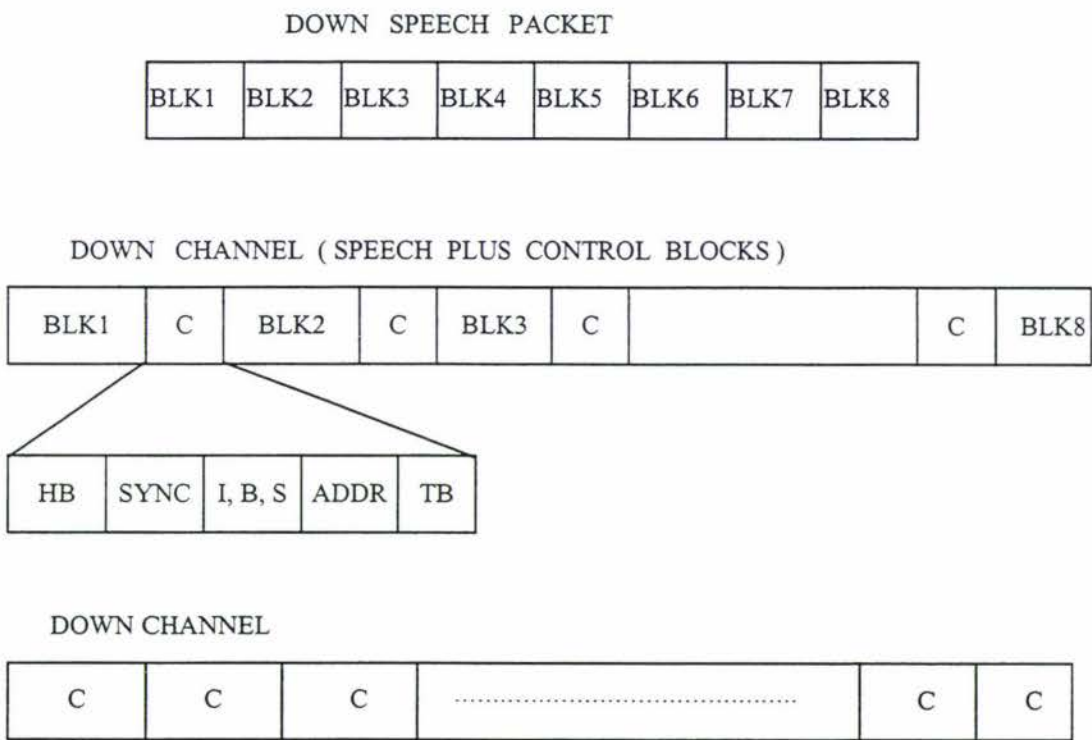 DOWN SPEECH PACKET
BLK1 BLK2 BLK3 BLK4 BLK5 BLK6 BLK7 BLK8
DOWN CHANNEL ( SPEECH PLUS CONTROL BLOCKS )
BLK1 C BLK2 C BLK3 C C BLK8
HB SYNC I, B, S ADDR TB
DOWN CHANNEL
C C C ........................................................ C C